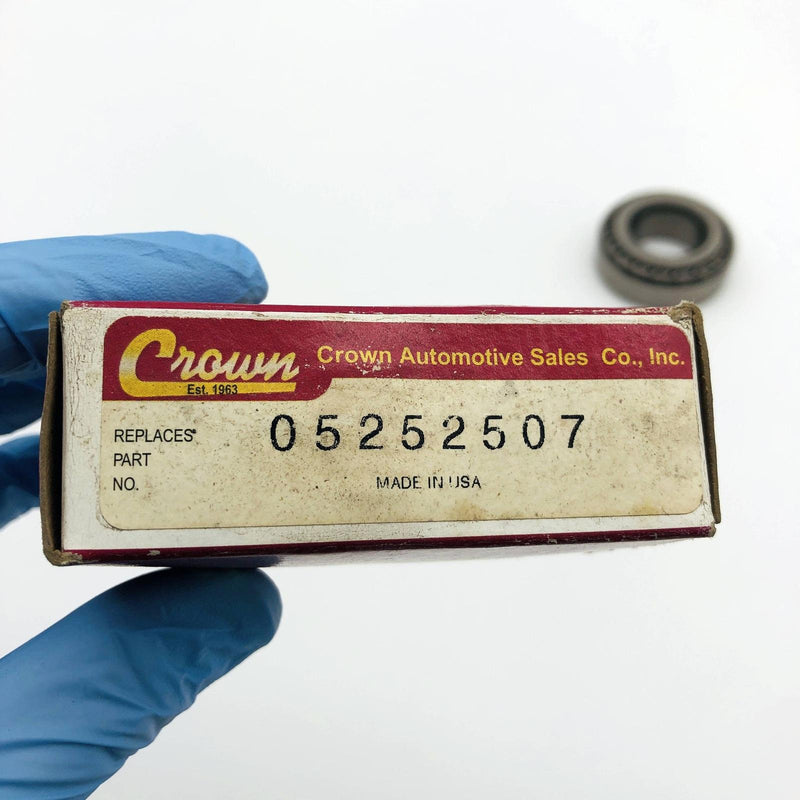 Crown
Est. 1963
Crown Automotive Sales Co., Inc.
REPLACES
PART
NO.
05252507
MADE IN USA